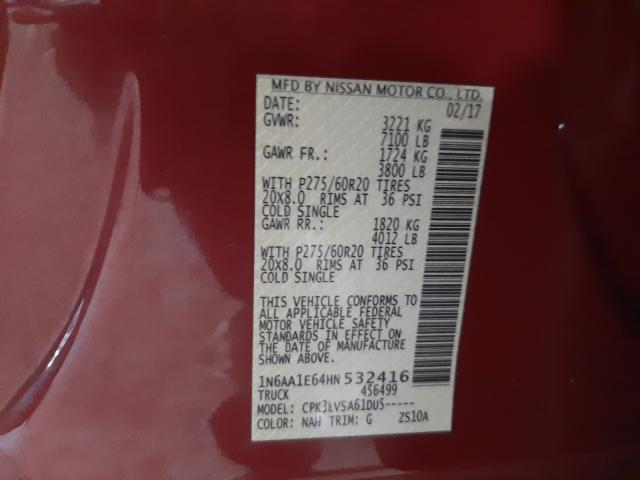 MFD BY NISSAN MOTOR CO., LTD.
DATE: 02/17
GVWR: 3221 KG
7100 LB
GAWR FR.: 1724 KG
3800 LB
WITH P275/60R20 TIRES
20X8.0 RIMS AT 36 PSI
COLD SINGLE
GAWR RR.: 1820 KG
4012 LB
WITH P275/60R20 TIRES
20X8.0 RIMS AT 36 PSI
COLD SINGLE
THIS VEHICLE CONFORMS TO
ALL APPLICABLE FEDERAL
MOTOR VEHICLE SAFETY
STANDARDS IN EFFECT ON
THE DATE OF MANUFACTURE
SHOWN ABOVE.
1N6AA1E64HN532416
TRUCK 456499
MODEL: CPK3LVSA61DU5-----
COLOR: NAH TRIM: G ZS10A